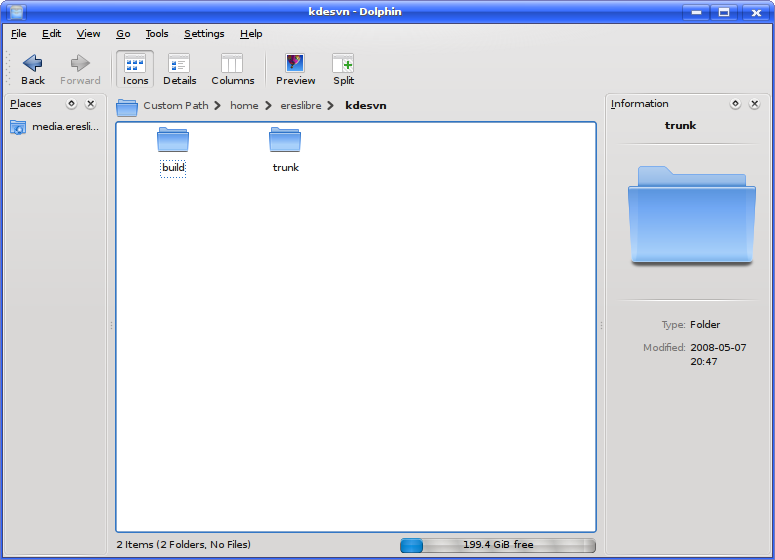 kdesvn - Dolphin
File Edit View Go Tools Settings Help
Back Forward Icons Details Columns Preview Split
Places
media.eresli...
Custom Path home ereslibre kdesvn
build trunk
2 Items (2 Folders, No Files)
199.4 GiB free
Information
trunk
Type: Folder
Modified: 2008-05-07
20:47